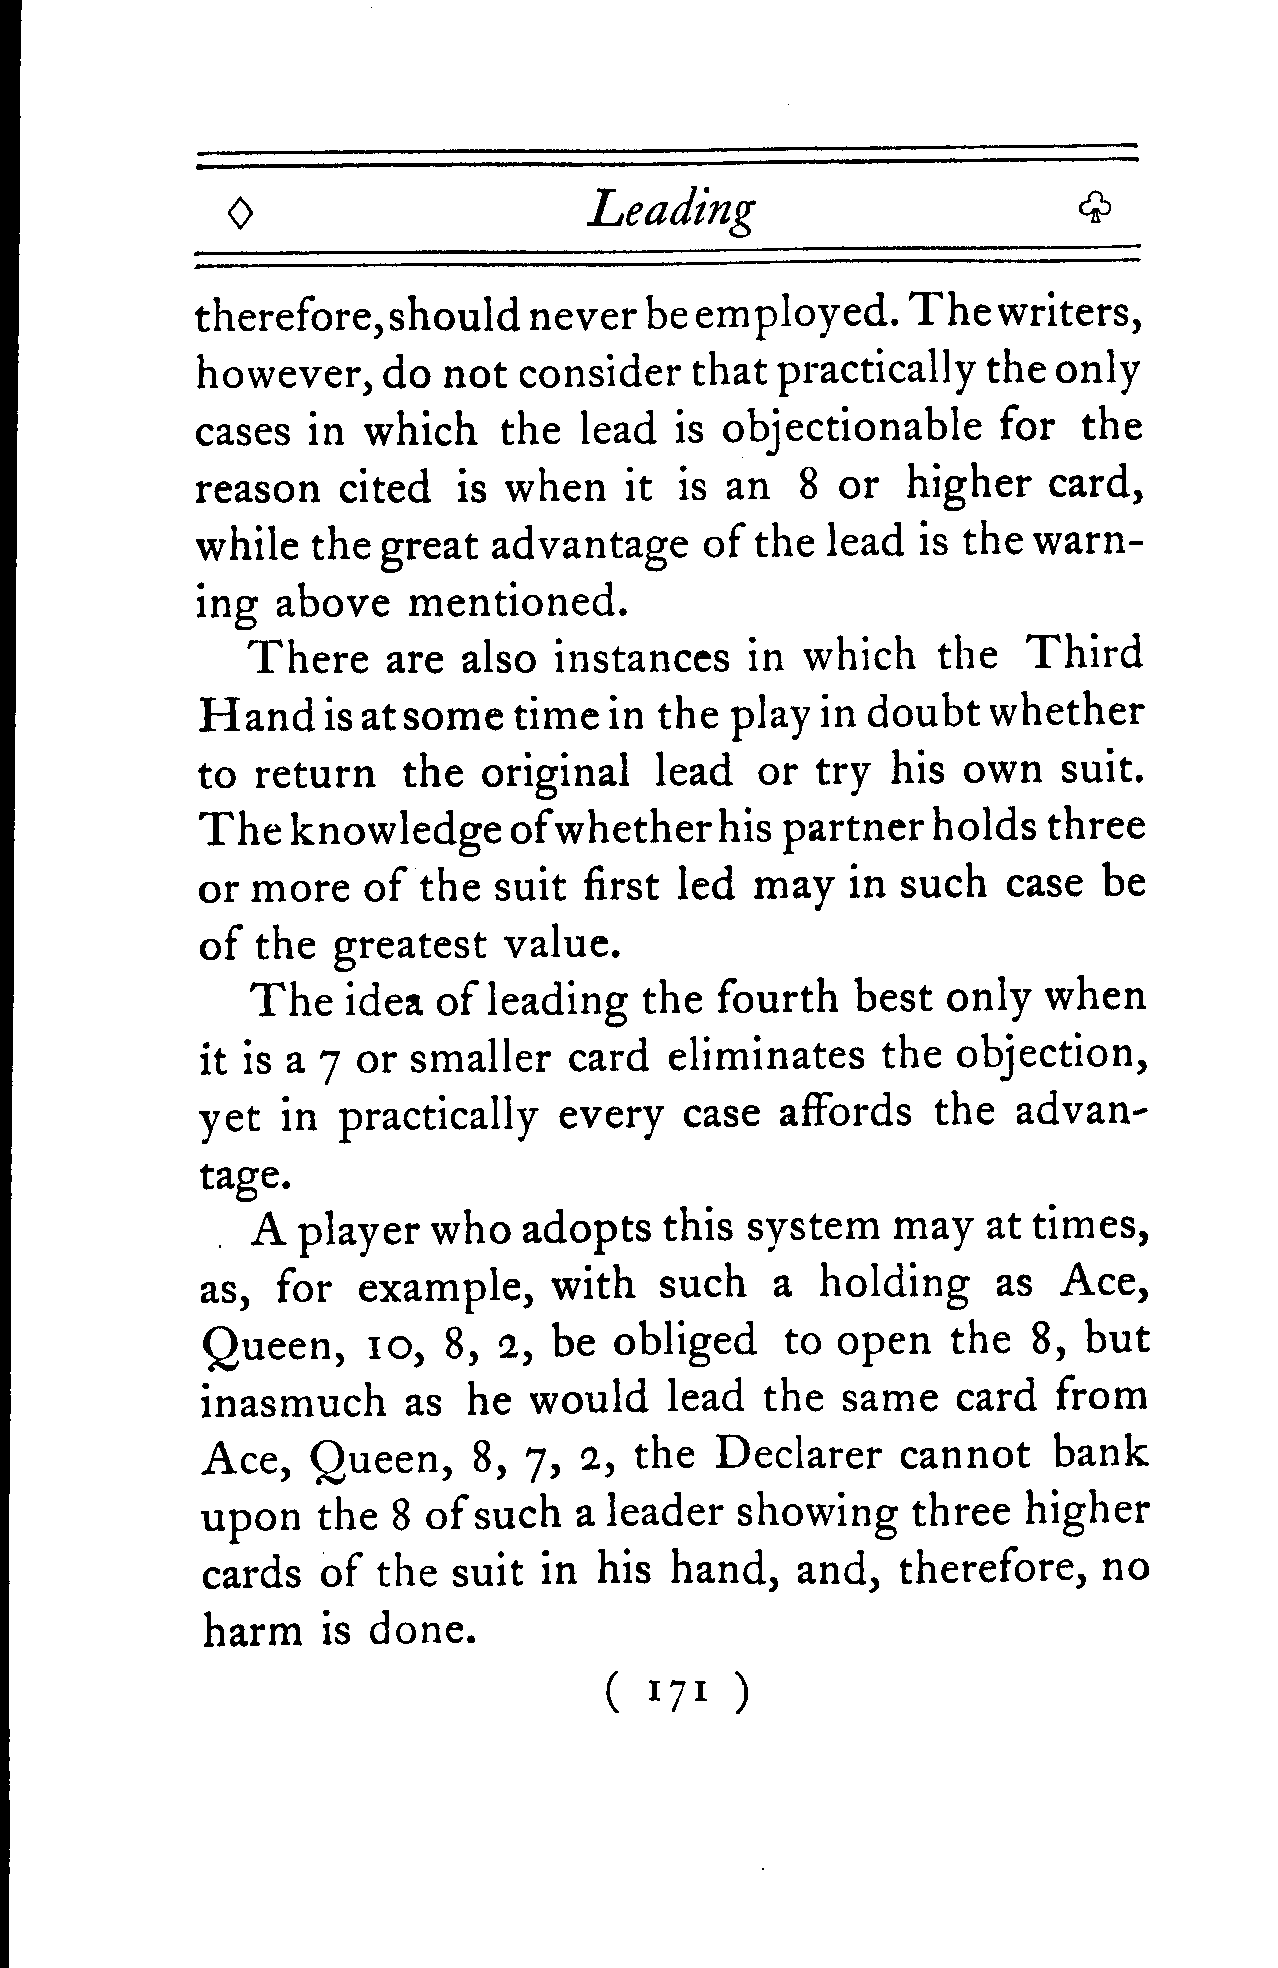 ◊ Leading ♧
therefore, should never be employed. The writers,
however, do not consider that practically the only
cases in which the lead is objectionable for the
reason cited is when it is an 8 or higher card,
while the great advantage of the lead is the warn-
ing above mentioned.
There are also instances in which the Third
Hand is at some time in the play in doubt whether
to return the original lead or try his own suit.
The knowledge of whether his partner holds three
or more of the suit first led may in such case be
of the greatest value.
The idea of leading the fourth best only when
it is a 7 or smaller card eliminates the objection,
yet in practically every case affords the advan-
tage.
A player who adopts this system may at times,
as, for example, with such a holding as Ace,
Queen, 10, 8, 2, be obliged to open the 8, but
inasmuch as he would lead the same card from
Ace, Queen, 8, 7, 2, the Declarer cannot bank
upon the 8 of such a leader showing three higher
cards of the suit in his hand, and, therefore, no
harm is done.
( 171 )